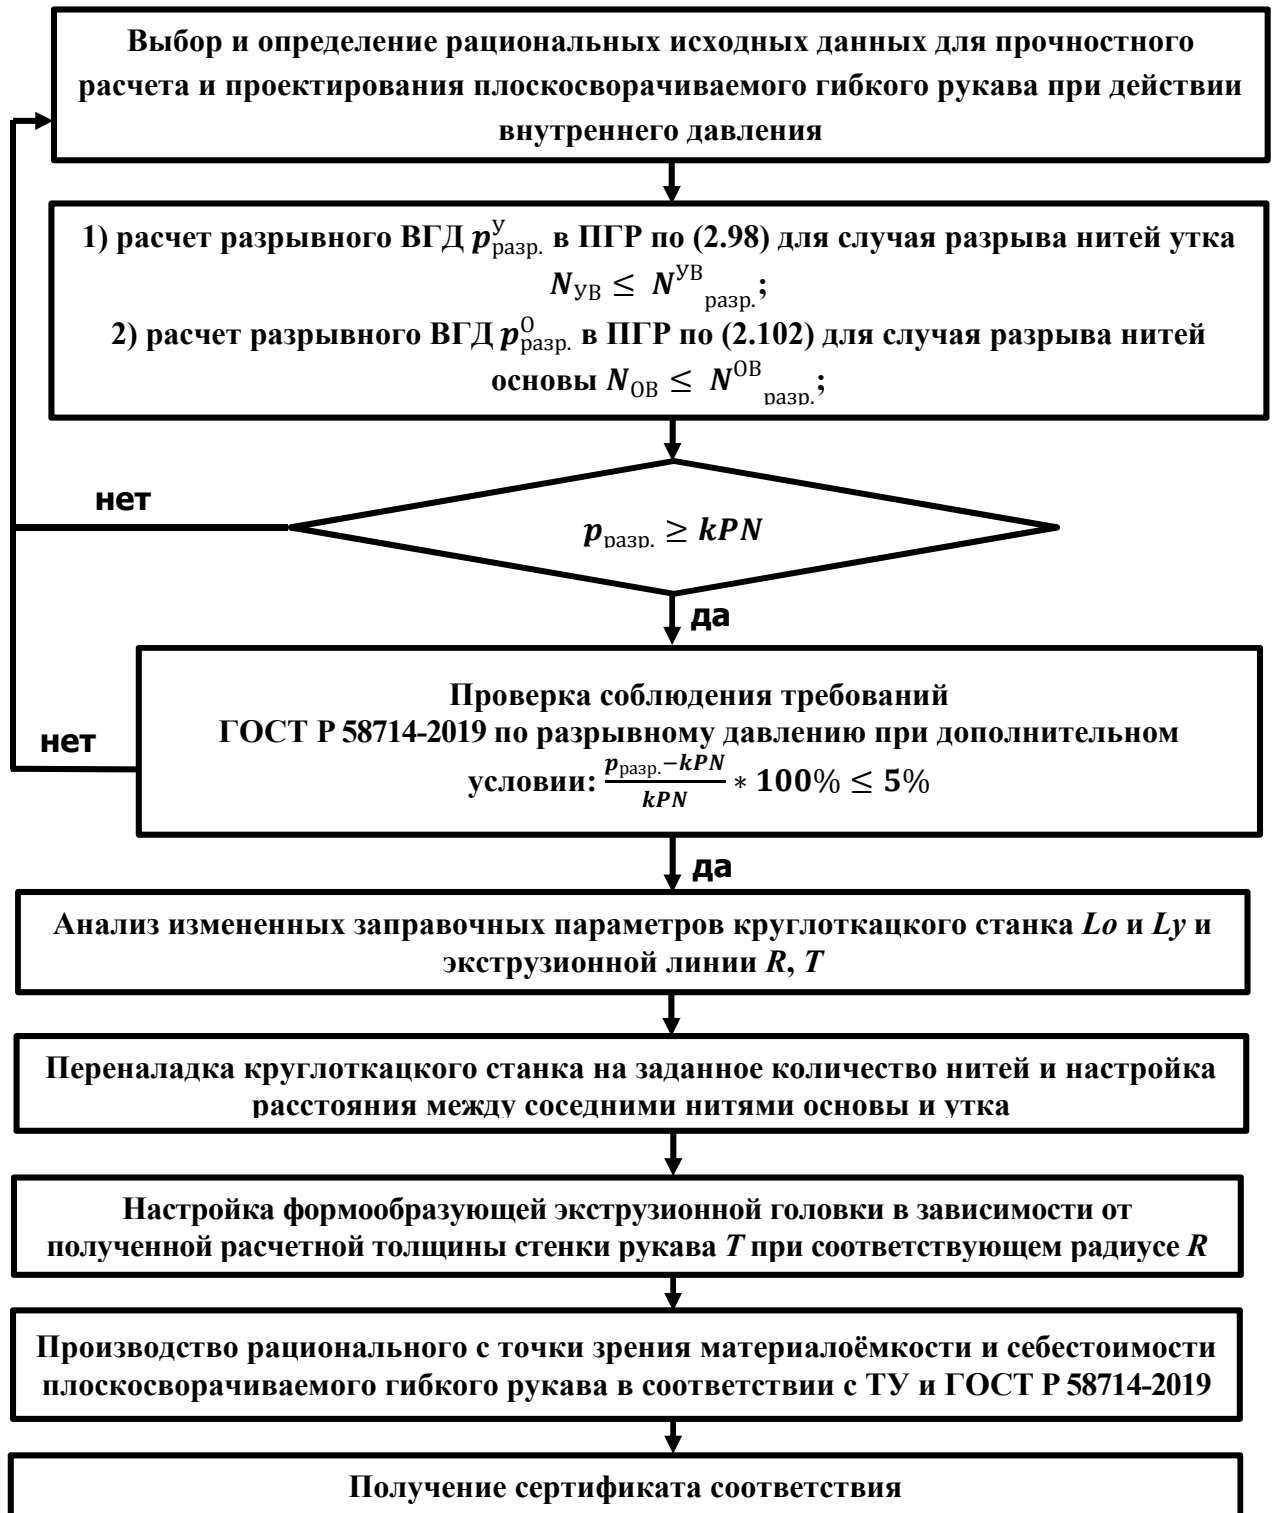 Выбор и определение рациональных исходных данных для прочностного
расчета и проектирования плоскосворачиваемого гибкого рукава при действии
внутреннего давления
1) расчет разрывного ВГД p^У_разр. в ПГР по (2.98) для случая разрыва нитей утка
N_УВ ≤ N^УВ_разр.;
2) расчет разрывного ВГД p^О_разр. в ПГР по (2.102) для случая разрыва нитей
основы N_ОВ ≤ N^ОВ_разр.;
нет
p_разр. ≥ kPN
да
Проверка соблюдения требований
ГОСТ Р 58714-2019 по разрывному давлению при дополнительном
условии: (p_разр.−kPN)/kPN ∗ 100% ≤ 5%
нет
да
Анализ измененных заправочных параметров круглоткацкого станка Lo и Ly и
экструзионной линии R, T
Переналадка круглоткацкого станка на заданное количество нитей и настройка
расстояния между соседними нитями основы и утка
Настройка формообразующей экструзионной головки в зависимости от
полученной расчетной толщины стенки рукава T при соответствующем радиусе R
Производство рационального с точки зрения материалоёмкости и себестоимости
плоскосворачиваемого гибкого рукава в соответствии с ТУ и ГОСТ Р 58714-2019
Получение сертификата соответствия